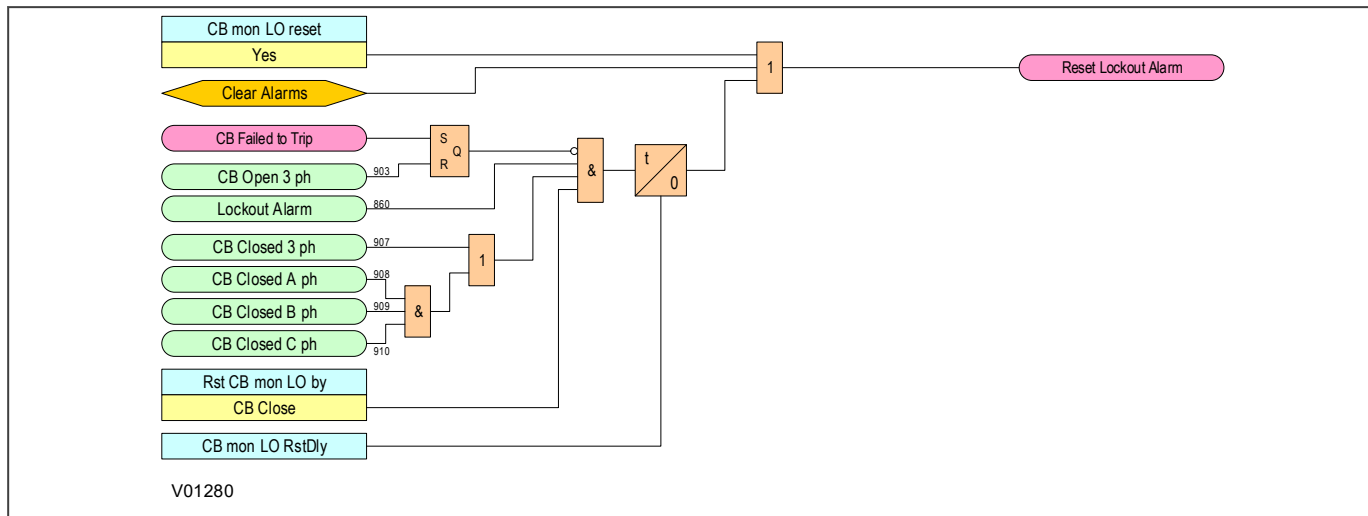 CB mon LO reset
Yes
1
Reset Lockout Alarm
Clear Alarms
CB Failed to Trip
S
Q
R
CB Open 3 ph
903
&
t
0
Lockout Alarm
860
CB Closed 3 ph
907
1
CB Closed A ph
908
CB Closed B ph
909
&
CB Closed C ph
910
Rst CB mon LO by
CB Close
CB mon LO RstDly
V01280